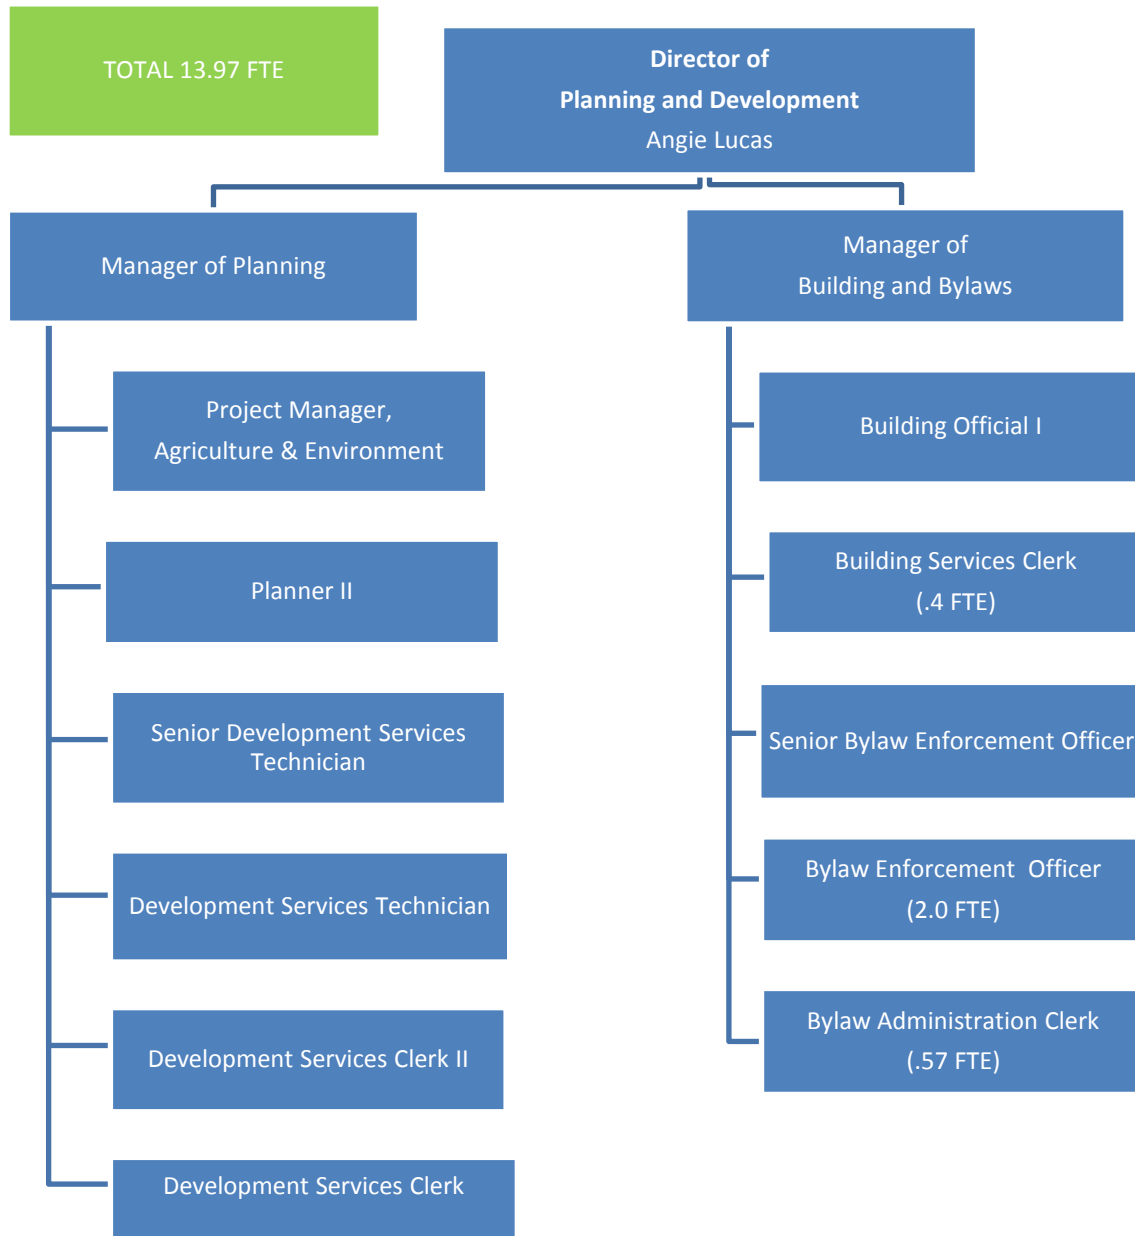 TOTAL 13.97 FTE
Director of
Planning and Development
Angie Lucas
Manager of Planning
Manager of
Building and Bylaws
Project Manager,
Agriculture & Environment
Planner II
Senior Development Services
Technician
Development Services Technician
Development Services Clerk II
Development Services Clerk
Building Official I
Building Services Clerk
(.4 FTE)
Senior Bylaw Enforcement Officer
Bylaw Enforcement  Officer
(2.0 FTE)
Bylaw Administration Clerk
(.57 FTE)